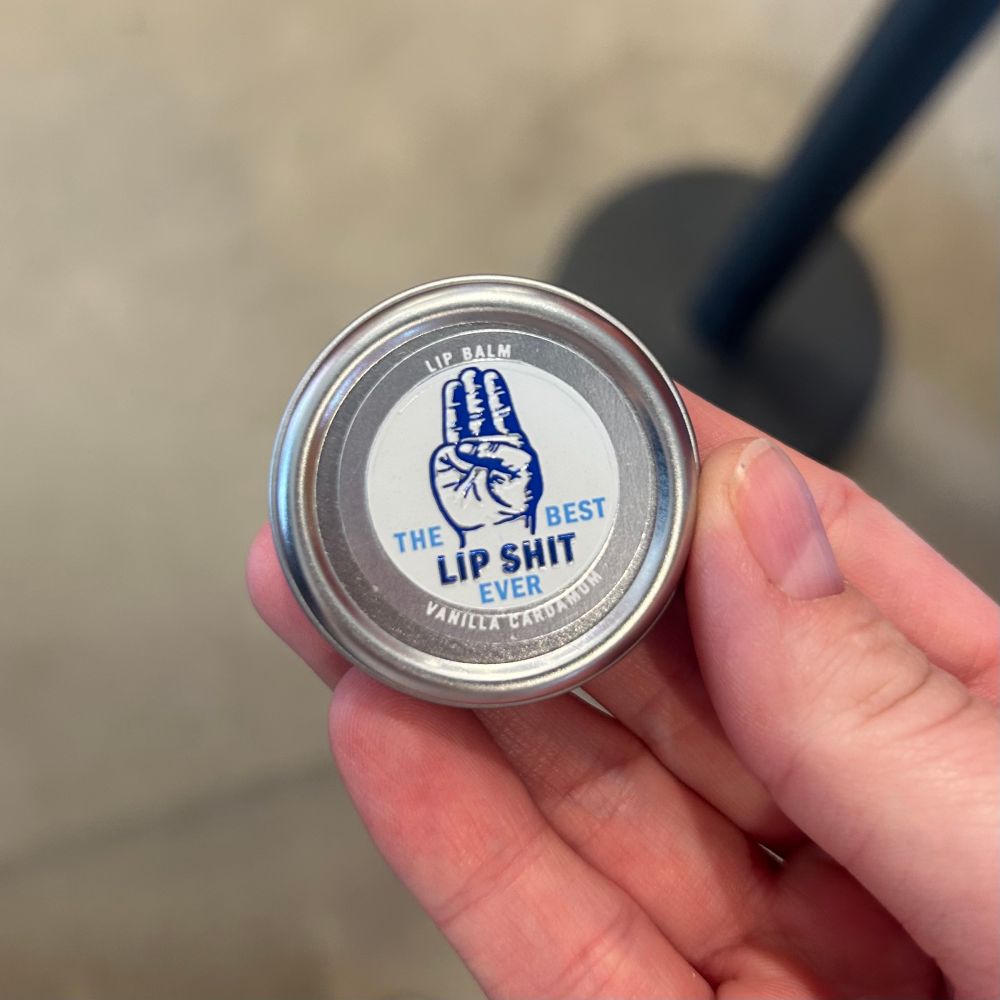 LIP BALM
THE BEST
LIP SHIT
EVER
VANILLA CARDAMOM